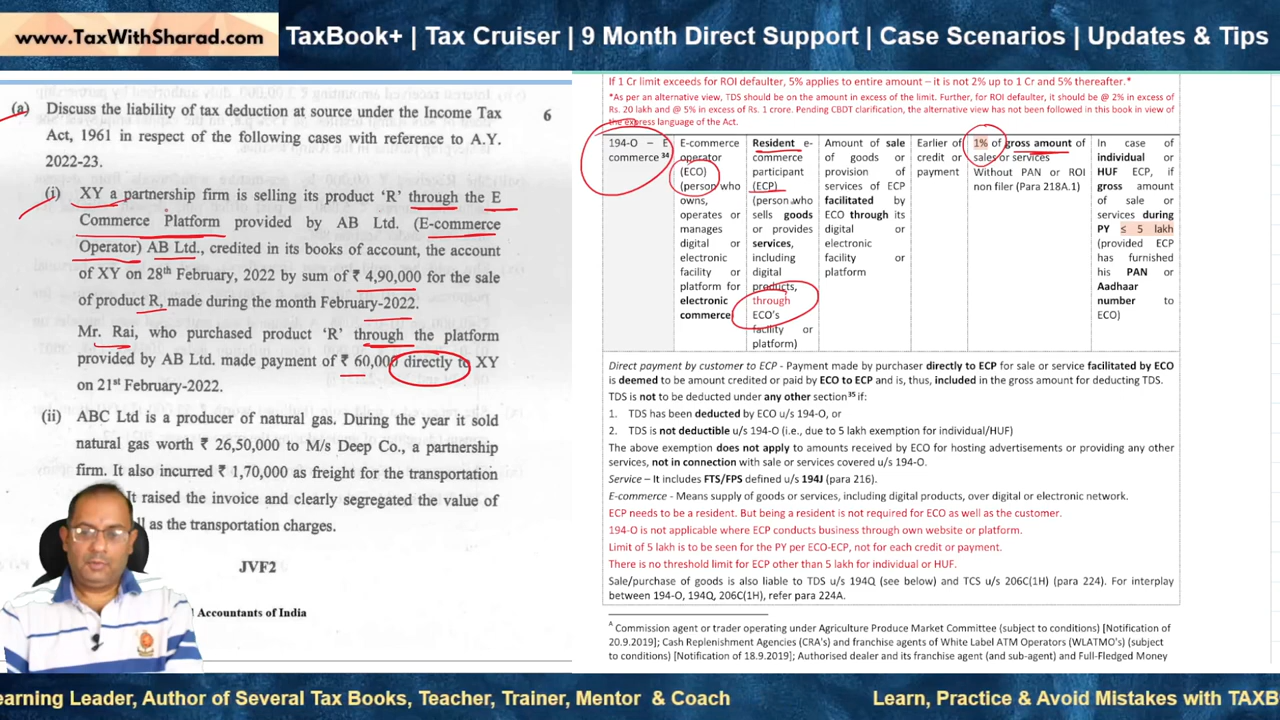 www.TaxWithSharad.com
TaxBook+ | Tax Cruiser | 9 Month Direct Support | Case Scenarios | Updates & Tips
(a) Discuss the liability of tax deduction at source under the Income Tax 6
Act, 1961 in respect of the following cases with reference to A.Y.
2022-23.
(i) XY a partnership firm is selling its product 'R' through the E
Commerce Platform provided by AB Ltd. (E-commerce
Operator) AB Ltd., credited in its books of account, the account
of XY on 28th February, 2022 by sum of ₹ 4,90,000 for the sale
of product R, made during the month February-2022.
Mr. Rai, who purchased product 'R' through the platform
provided by AB Ltd. made payment of ₹ 60,000 directly to XY
on 21st February-2022.
(ii) ABC Ltd is a producer of natural gas. During the year it sold
natural gas worth ₹ 26,50,000 to M/s Deep Co., a partnership
firm. It also incurred ₹ 1,70,000 as freight for the transportation
It raised the invoice and clearly segregated the value of
as the transportation charges.
JVF2
Accountants of India
If 1 Cr limit exceeds for ROI defaulter, 5% applies to entire amount – it is not 2% up to 1 Cr and 5% thereafter.*
*As per an alternative view, TDS should be on the amount in excess of the limit. Further, for ROI defaulter, it should be @ 2% in excess of
Rs. 20 lakh and @ 5% in excess of Rs. 1 crore. Pending CBDT clarification, the alternative view has not been followed in this book in view of
the express language of the Act.
194-O – E
commerce 34
E-commerce
operator
(ECO)
(person who
owns,
operates or
manages
digital or
electronic
facility or
platform for
electronic
commerce
Resident e-
commerce
participant
(ECP)
(person who
sells goods
or provides
services,
including
digital
products,
through
ECO's
facility or
platform)
Amount of sale
of goods or
provision of
services of ECP
facilitated by
ECO through its
digital or
electronic
facility or
platform
Earlier of
credit or
payment
1% of gross amount of
sales or services
Without PAN or ROI
non filer (Para 218A.1)
In case of
individual or
HUF ECP, if
gross amount
of sale or
services during
PY ≤ 5 lakh
(provided ECP
has furnished
his PAN or
Aadhaar
number to
ECO)
Direct payment by customer to ECP - Payment made by purchaser directly to ECP for sale or service facilitated by ECO
is deemed to be amount credited or paid by ECO to ECP and is, thus, included in the gross amount for deducting TDS.
TDS is not to be deducted under any other section35 if:
1. TDS has been deducted by ECO u/s 194-O, or
2. TDS is not deductible u/s 194-O (i.e., due to 5 lakh exemption for individual/HUF)
The above exemption does not apply to amounts received by ECO for hosting advertisements or providing any other
services, not in connection with sale or services covered u/s 194-O.
Service – It includes FTS/FPS defined u/s 194J (para 216).
E-commerce - Means supply of goods or services, including digital products, over digital or electronic network.
ECP needs to be a resident. But being a resident is not required for ECO as well as the customer.
194-O is not applicable where ECP conducts business through own website or platform.
Limit of 5 lakh is to be seen for the PY per ECO-ECP, not for each credit or payment.
There is no threshold limit for ECP other than 5 lakh for individual or HUF.
Sale/purchase of goods is also liable to TDS u/s 194Q (see below) and TCS u/s 206C(1H) (para 224). For interplay
between 194-O, 194Q, 206C(1H), refer para 224A.
A Commission agent or trader operating under Agriculture Produce Market Committee (subject to conditions) [Notification of
20.9.2019]; Cash Replenishment Agencies (CRA's) and franchise agents of White Label ATM Operators (WLATMO's) (subject
to conditions) [Notification of 18.9.2019]; Authorised dealer and its franchise agent (and sub-agent) and Full-Fledged Money
earning Leader, Author of Several Tax Books, Teacher, Trainer, Mentor & Coach
Learn, Practice & Avoid Mistakes with TAXB